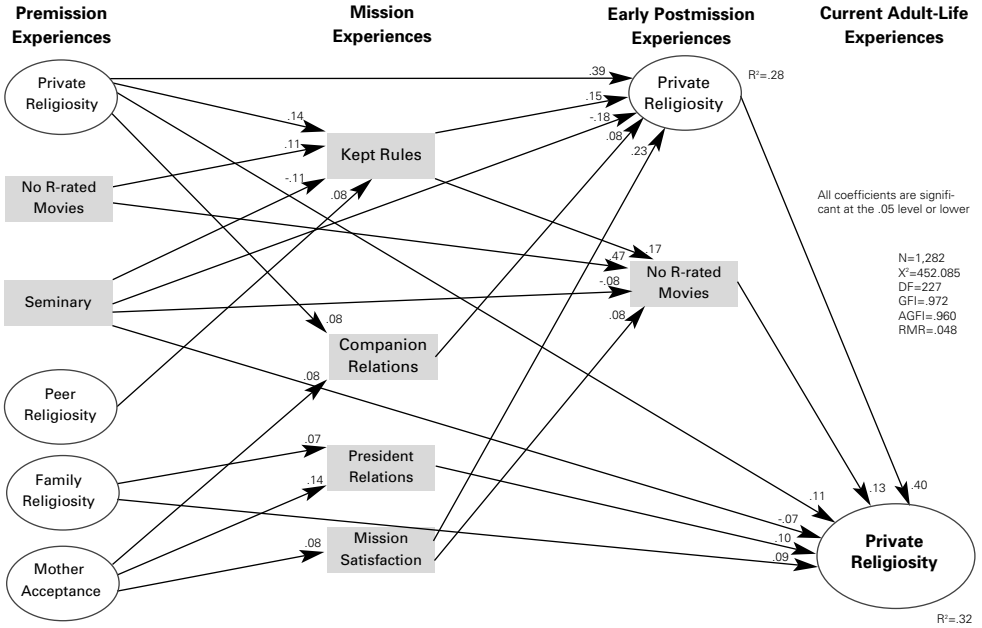 Premission
Experiences
Mission
Experiences
Early Postmission
Experiences
Current Adult-Life
Experiences
Private
Religiosity
No R-rated
Movies
Seminary
Peer
Religiosity
Family
Religiosity
Mother
Acceptance
.14
.11
-.11
.08
Kept Rules
.08
Companion
Relations
.08
.07
President
Relations
.14
.08
Mission
Satisfaction
.39
.15
-.18
.08
.23
Private
Religiosity
R²=.28
.17
.47
-.08
.08
No R-rated
Movies
All coefficients are signifi-
cant at the .05 level or lower
N=1,282
X²=452.085
DF=227
GFI=.972
AGFI=.960
RMR=.048
.11
-.07
.10
.09
.13
.40
Private
Religiosity
R²=.32